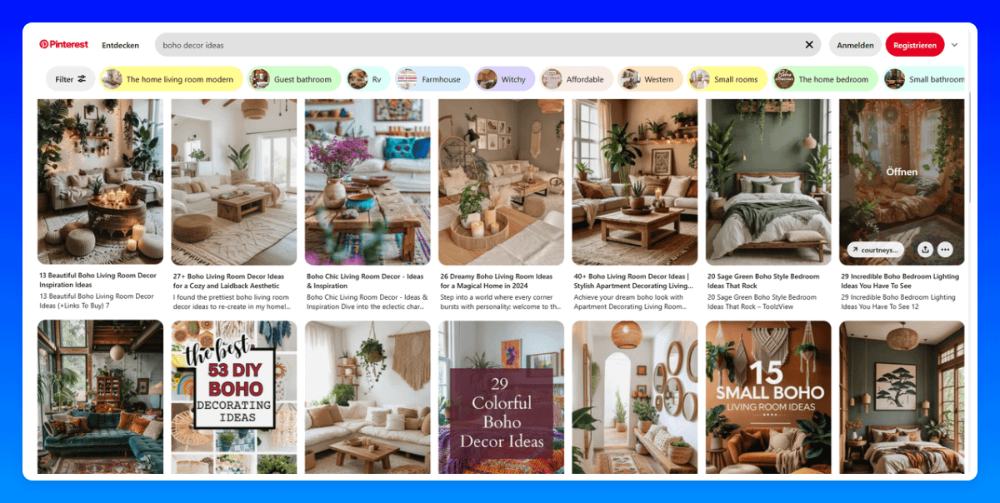 Pinterest
Entdecken
boho decor ideas
Anmelden
Registrieren
Filter
The home living room modern
Guest bathroom
Rv
Farmhouse
Witchy
Affordable
Western
Small rooms
The home bedroom
Small bathroom
Öffnen
courtneys...
13 Beautiful Boho Living Room Decor
Inspiration Ideas
13 Beautiful Boho Living Room Decor
Ideas (+Links To Buy) 7
27+ Boho Living Room Decor Ideas
for a Cozy and Laidback Aesthetic
I found the prettiest boho living room
decor ideas to re-create in my home!...
Boho Chic Living Room Decor - Ideas
& Inspiration
Boho Chic Living Room Decor - Ideas &
Inspiration Dive into the eclectic char...
26 Dreamy Boho Living Room Ideas
for a Magical Home in 2024
Step into a world where every corner
bursts with personality: welcome to th...
40+ Boho Living Room Decor Ideas |
Stylish Apartment Decorating Living...
Achieve your dream boho look with
Apartment Decorating Living Room...
20 Sage Green Boho Style Bedroom
Ideas That Rock
20 Sage Green Boho Style Bedroom
Ideas That Rock – ToolzView
29 Incredible Boho Bedroom Lighting
Ideas You Have To See
29 Incredible Boho Bedroom Lighting
Ideas You Have To See 12
the best
53 DIY
BOHO
DECORATING
IDEAS
29
Colorful
Boho
Decor Ideas
15
SMALL BOHO
LIVING ROOM IDEAS